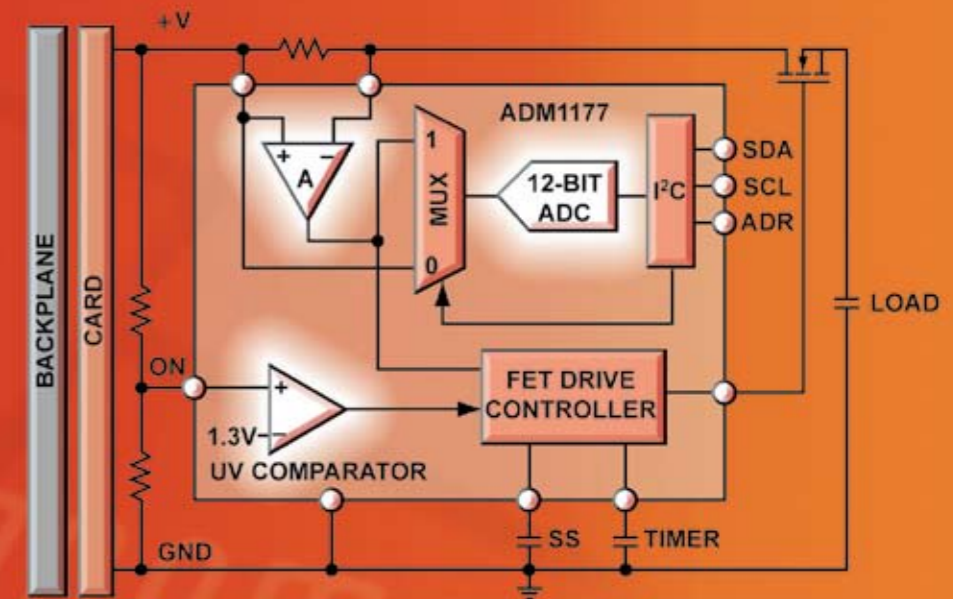 +V
ADM1177
+ −
A
1
MUX
0
12-BIT
ADC
I²C
SDA
SCL
ADR
BACKPLANE
CARD
LOAD
ON
+
1.3V
−
UV COMPARATOR
FET DRIVE
CONTROLLER
GND
SS
TIMER